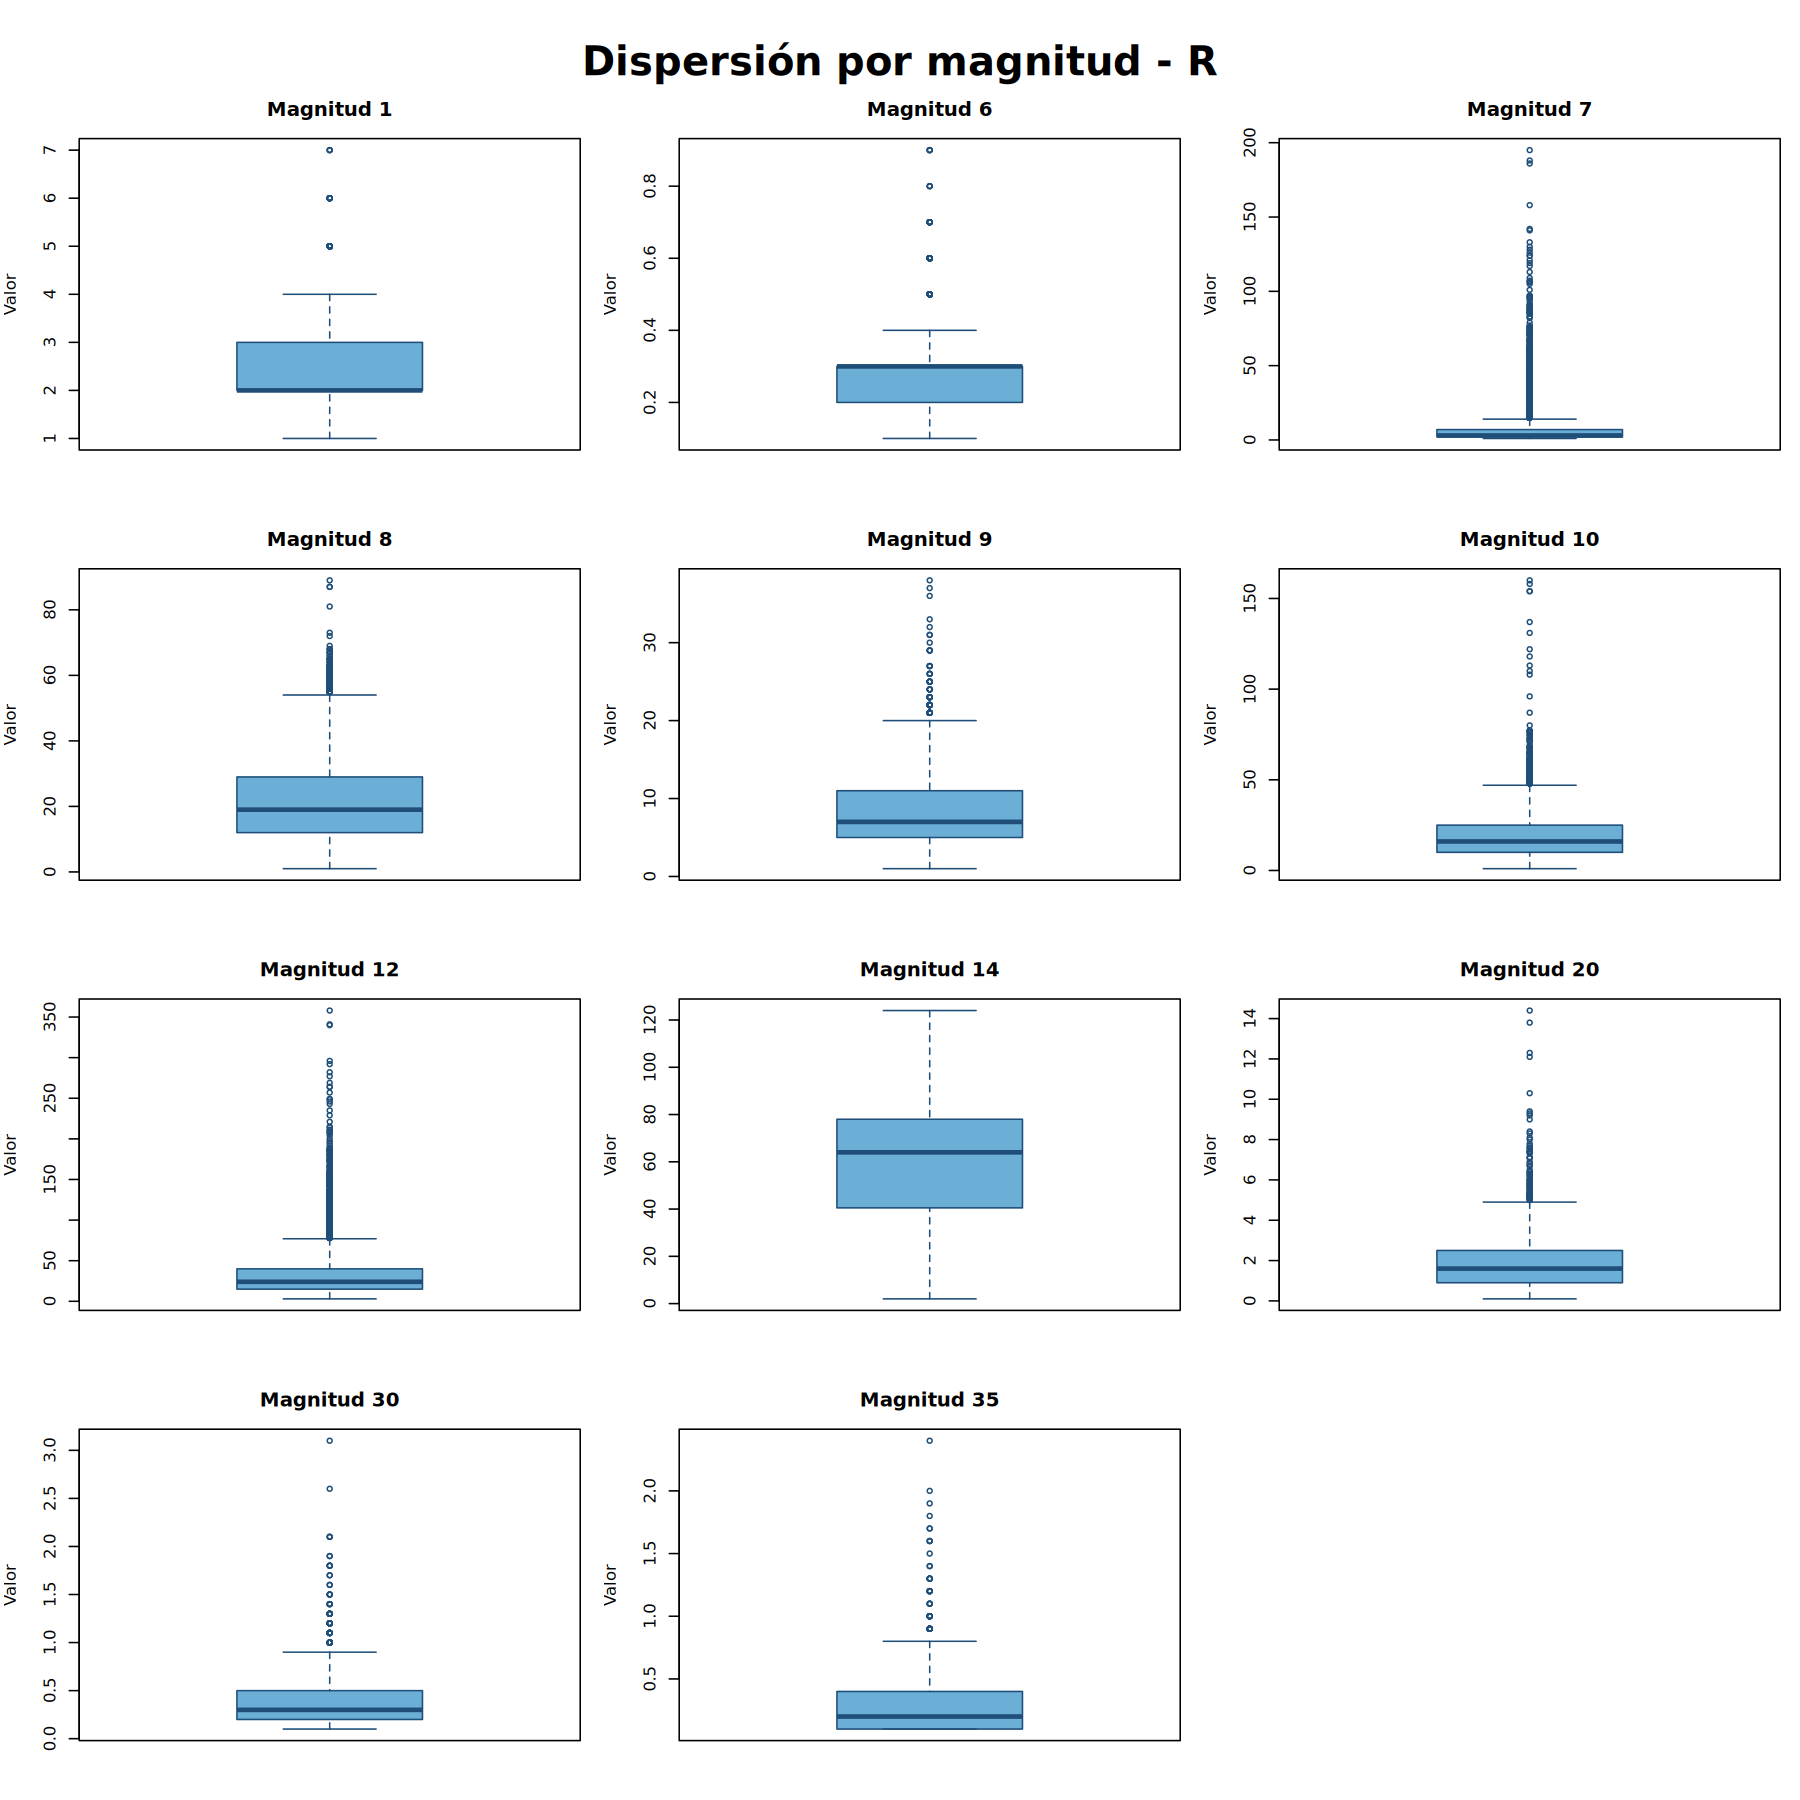 Dispersión por magnitud - R
Magnitud 1
Valor
7
6
5
4
3
2
1
Magnitud 6
Valor
0.8
0.6
0.4
0.2
Magnitud 7
Valor
200
150
100
50
0
Magnitud 8
Valor
80
60
40
20
0
Magnitud 9
Valor
30
20
10
0
Magnitud 10
Valor
150
100
50
0
Magnitud 12
Valor
350
250
150
50
0
Magnitud 14
Valor
120
100
80
60
40
20
0
Magnitud 20
Valor
14
12
10
8
6
4
2
0
Magnitud 30
Valor
3.0
2.5
2.0
1.5
1.0
0.5
0.0
Magnitud 35
Valor
2.0
1.5
1.0
0.5